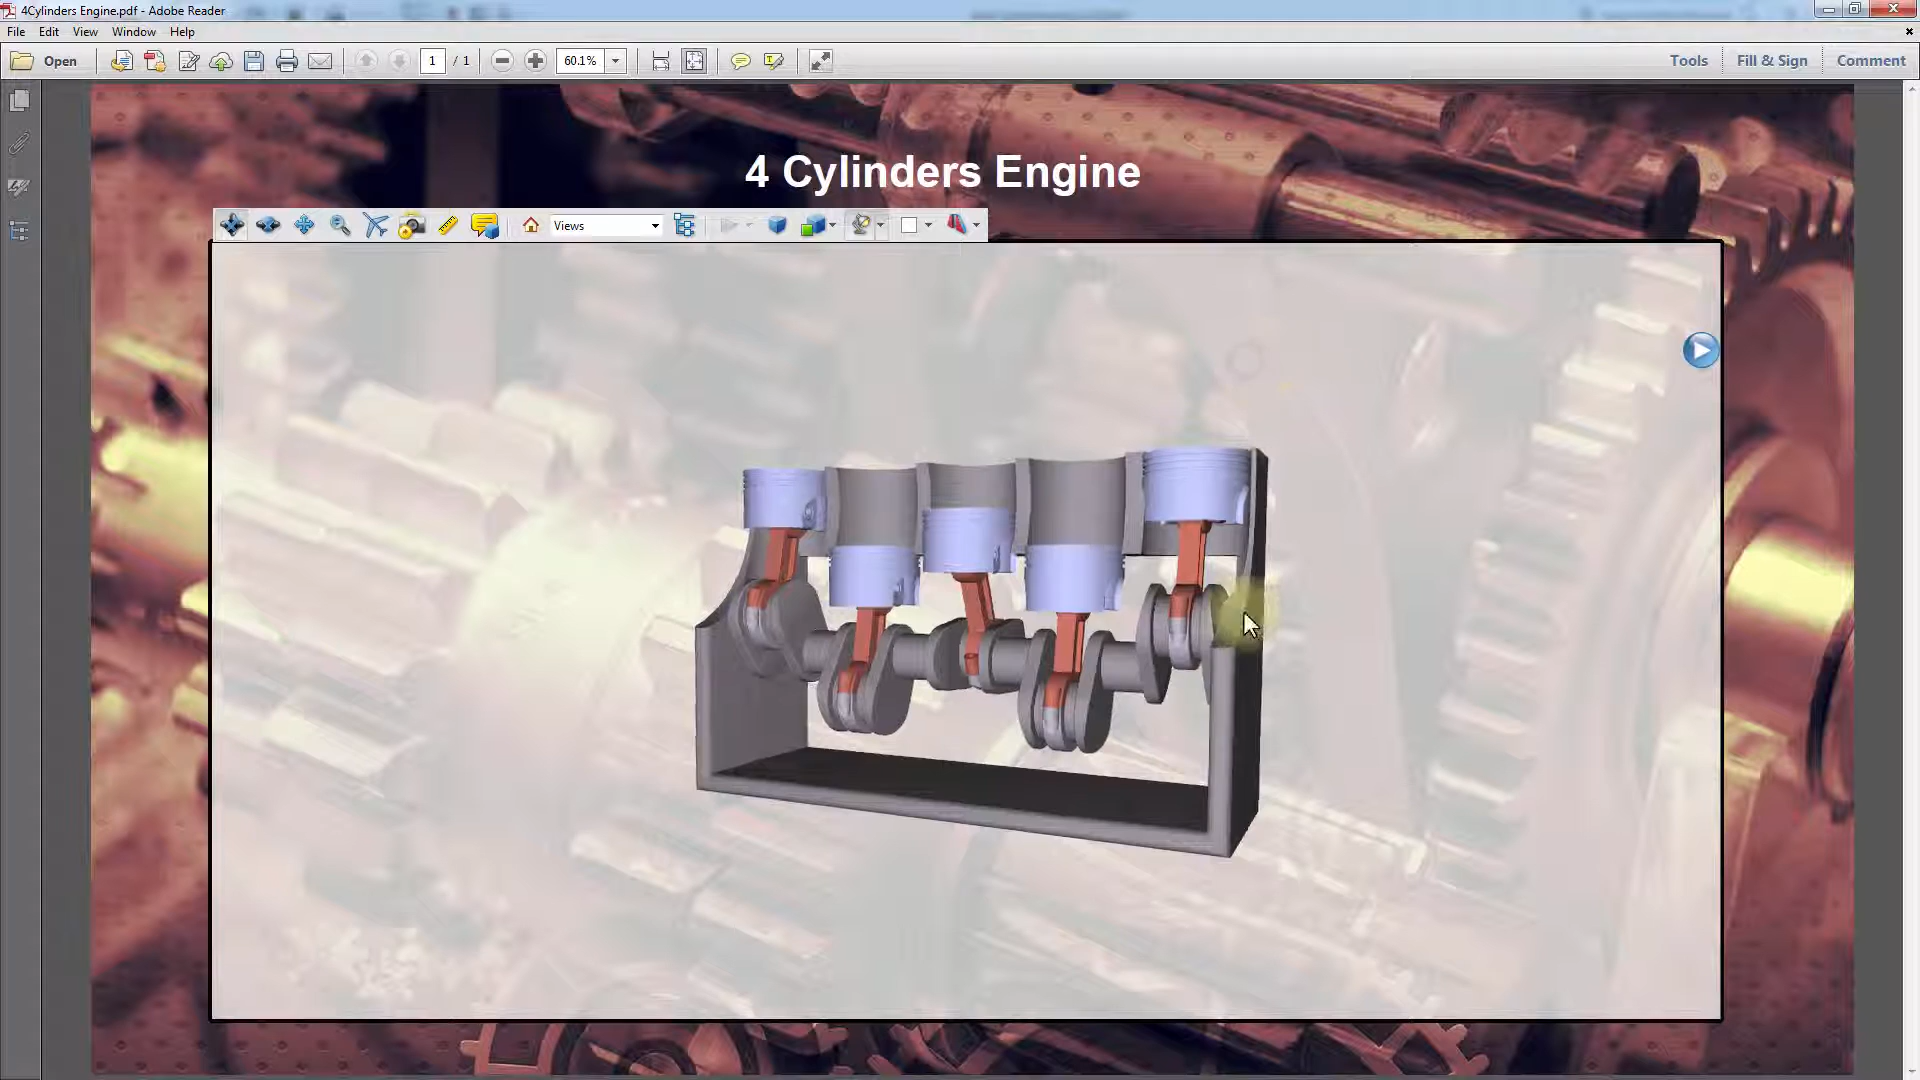 4Cylinders Engine.pdf - Adobe Reader
File Edit View Window Help
Open 1 / 1 60.1% Tools Fill & Sign Comment
4 Cylinders Engine
Views